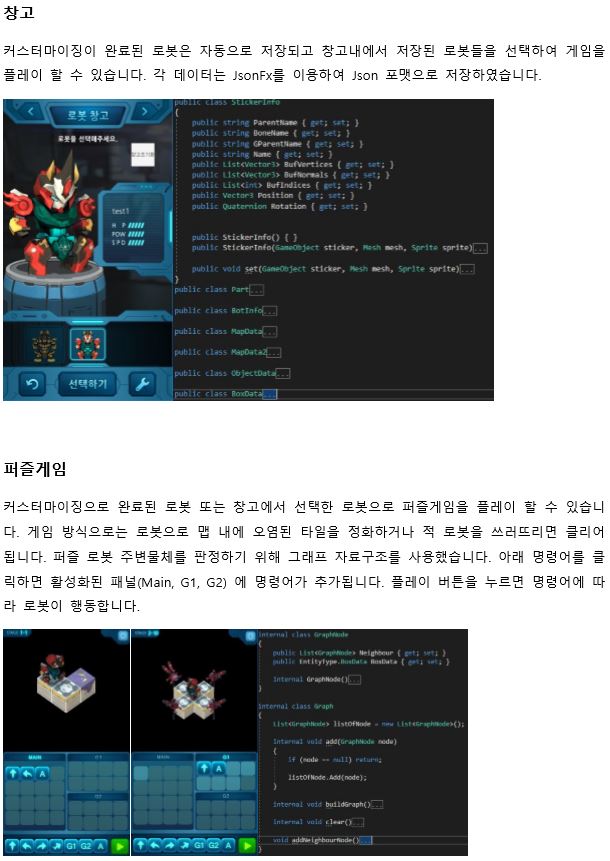 창고
커스터마이징이 완료된 로봇은 자동으로 저장되고 창고내에서 저장된 로봇들을 선택하여 게임을
플레이 할 수 있습니다. 각 데이터는 JsonFx를 이용하여 Json 포맷으로 저장하였습니다.
로봇 창고
로봇을 선택해주세요.
창고초기화
test1
H P
POW
SPD
선택하기
public class StickerInfo
{
public string ParentName { get; set; }
public string BoneName { get; set; }
public string GParentName { get; set; }
public string Name { get; set; }
public List<Vector3> BufVertices { get; set; }
public List<Vector3> BufNormals { get; set; }
public List<int> BufIndices { get; set; }
public Vector3 Position { get; set; }
public Quaternion Rotation { get; set; }
public StickerInfo() { }
public StickerInfo(GameObject sticker, Mesh mesh, Sprite sprite)...
public void set(GameObject sticker, Mesh mesh, Sprite sprite)...
}
public class Part...
public class BotInfo...
public class MapData...
public class MapData2...
public class ObjectData...
public class BoxData...
퍼즐게임
커스터마이징으로 완료된 로봇 또는 창고에서 선택한 로봇으로 퍼즐게임을 플레이 할 수 있습니
다. 게임 방식으로는 로봇으로 맵 내에 오염된 타일을 정화하거나 적 로봇을 쓰러뜨리면 클리어
됩니다. 퍼즐 로봇 주변물체를 판정하기 위해 그래프 자료구조를 사용했습니다. 아래 명령어를 클
릭하면 활성화된 패널(Main, G1, G2) 에 명령어가 추가됩니다. 플레이 버튼을 누르면 명령어에 따
라 로봇이 행동합니다.
MAIN
G1
A
G2
G1 G2 A
MAIN
G1
A
G2
A G1 G2 A
internal class GraphNode
{
public List<GraphNode> Neighbour { get; set; }
public EntityType.BoxData BoxData { get; set; }
internal GraphNode()...
}
internal class Graph
{
List<GraphNode> listOfNode = new List<GraphNode>();
internal void add(GraphNode node)
{
if (node == null) return;
listOfNode.Add(node);
}
internal void buildGraph()...
internal void clear()...
void addNeighbourNode()...
}